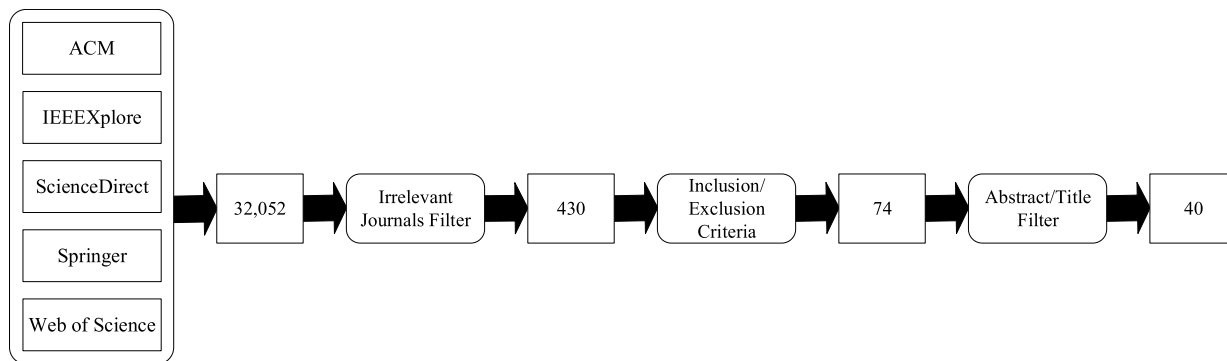 ACM
IEEEXplore
ScienceDirect
Springer
Web of Science
32,052
Irrelevant
Journals Filter
430
Inclusion/
Exclusion
Criteria
74
Abstract/Title
Filter
40